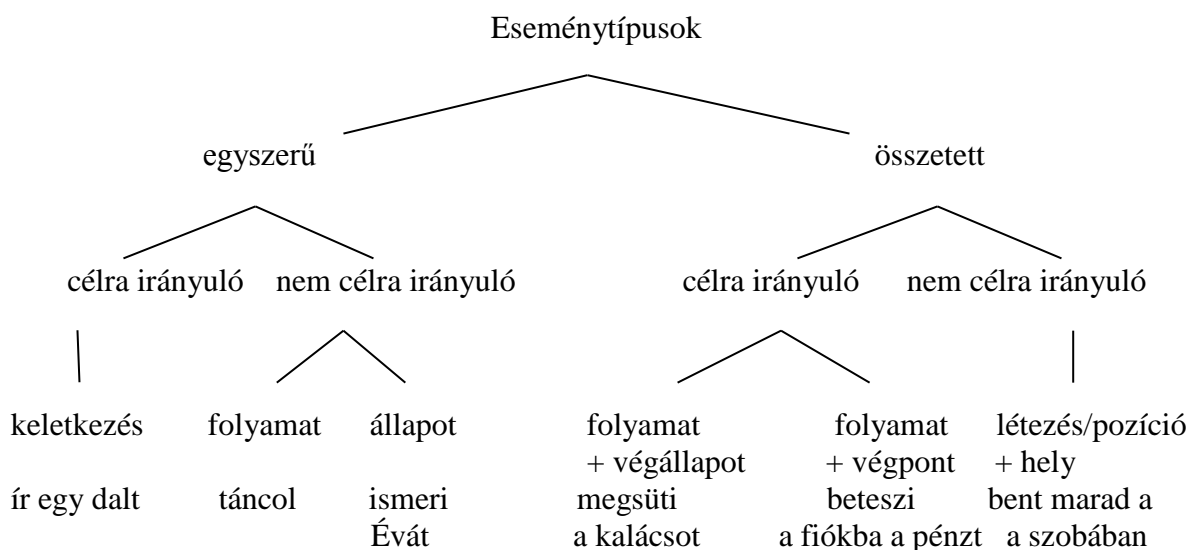 Eseménytípusok
egyszerű összetett
célra irányuló nem célra irányuló célra irányuló nem célra irányuló
keletkezés folyamat állapot folyamat folyamat létezés/pozíció
+ végállapot + végpont + hely
ír egy dalt táncol ismeri megsüti beteszi bent marad a
Évát a kalácsot a fiókba a pénzt a szobában